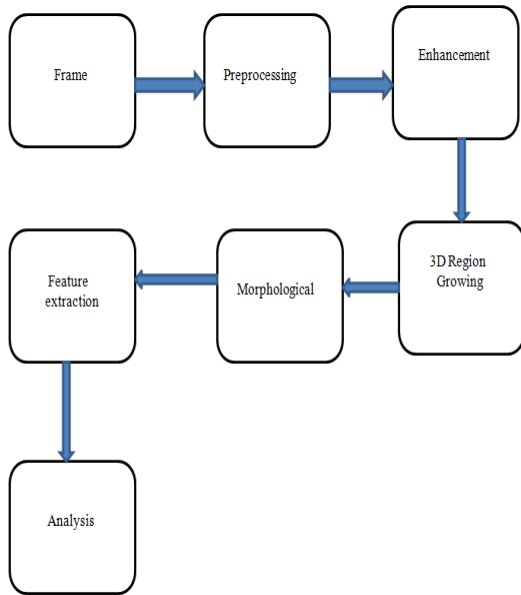 Frame
Preprocessing
Enhancement
3D Region
Growing
Morphological
Feature
extraction
Analysis